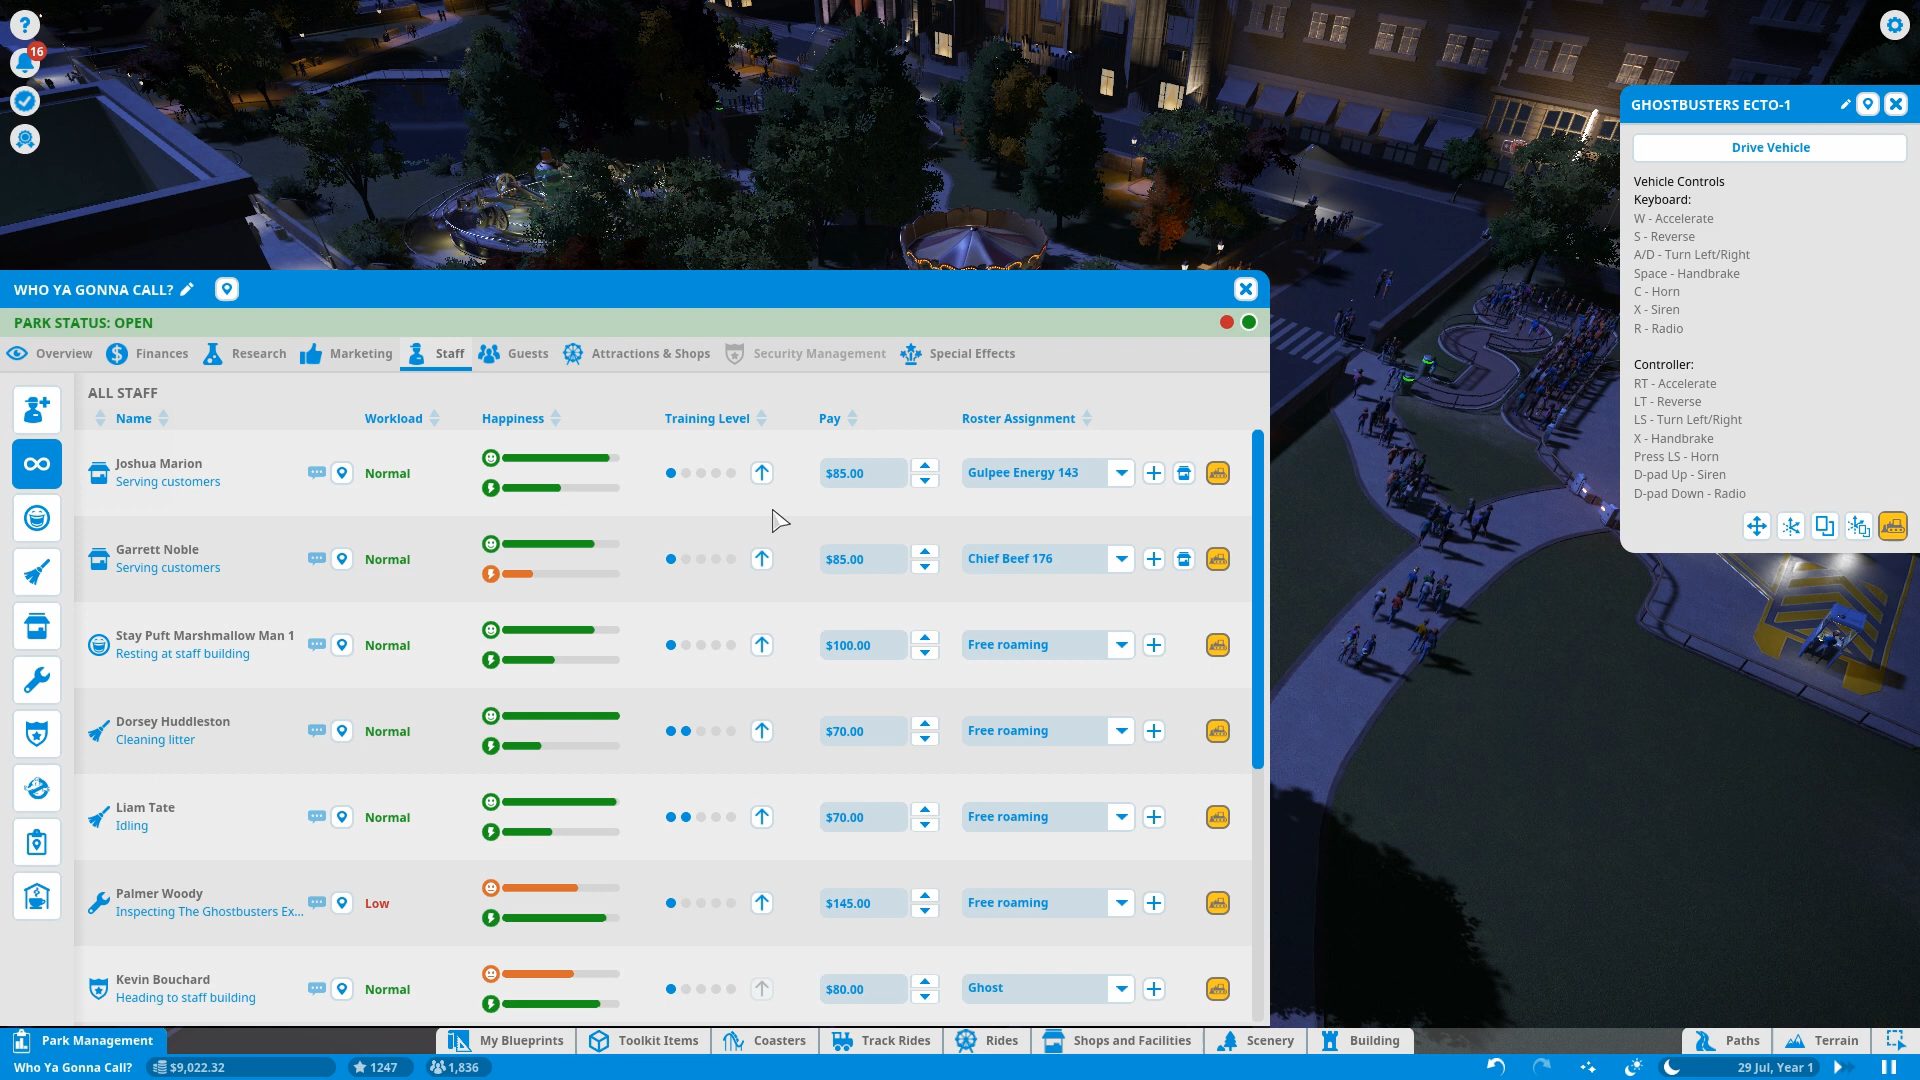 ?
16
WHO YA GONNA CALL?
PARK STATUS: OPEN
Overview
Finances
Research
Marketing
Staff
Guests
Attractions & Shops
Security Management
Special Effects
ALL STAFF
Name
Workload
Happiness
Training Level
Pay
Roster Assignment
Joshua Marion
Serving customers
Normal
$85.00
Gulpee Energy 143
Garrett Noble
Serving customers
Normal
$85.00
Chief Beef 176
Stay Puft Marshmallow Man 1
Resting at staff building
Normal
$100.00
Free roaming
Dorsey Huddleston
Cleaning litter
Normal
$70.00
Free roaming
Liam Tate
Idling
Normal
$70.00
Free roaming
Palmer Woody
Inspecting The Ghostbusters Ex...
Low
$145.00
Free roaming
Kevin Bouchard
Heading to staff building
Normal
$80.00
Ghost
GHOSTBUSTERS ECTO-1
Drive Vehicle
Vehicle Controls
Keyboard:
W - Accelerate
S - Reverse
A/D - Turn Left/Right
Space - Handbrake
C - Horn
X - Siren
R - Radio
Controller:
RT - Accelerate
LT - Reverse
LS - Turn Left/Right
X - Handbrake
Press LS - Horn
D-pad Up - Siren
D-pad Down - Radio
Park Management
My Blueprints
Toolkit Items
Coasters
Track Rides
Rides
Shops and Facilities
Scenery
Building
Paths
Terrain
Who Ya Gonna Call?
$9,022.32
1247
1,836
29 Jul, Year 1